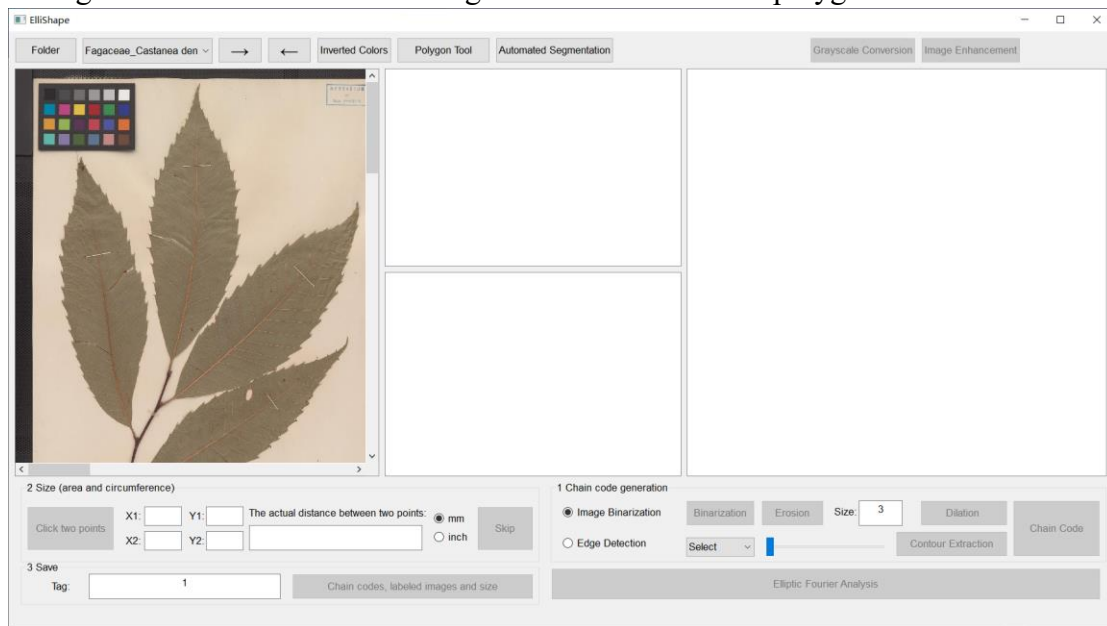 ElliShape
Folder
Fagaceae_Castanea den
→
←
Inverted Colors
Polygon Tool
Automated Segmentation
Grayscale Conversion
Image Enhancement
2 Size (area and circumference)
Click two points
X1:
Y1:
X2:
Y2:
The actual distance between two points:
mm
inch
Skip
1 Chain code generation
Image Binarization
Binarization
Erosion
Size:
3
Dilation
Chain Code
Edge Detection
Select
Contour Extraction
3 Save
Tag:
1
Chain codes, labeled images and size
Elliptic Fourier Analysis